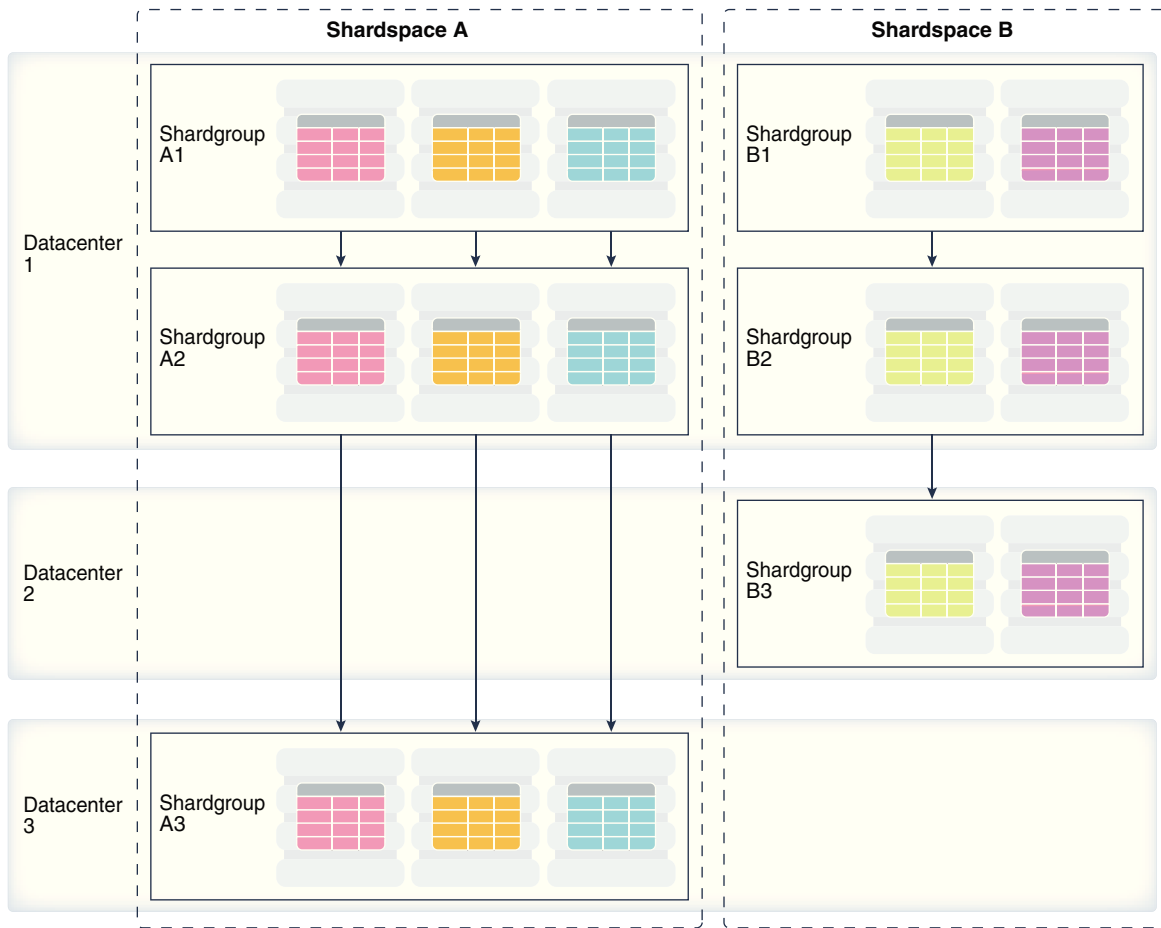 Shardspace A
Shardspace B
Shardgroup
A1
Shardgroup
B1
Datacenter
1
Shardgroup
A2
Shardgroup
B2
Datacenter
2
Shardgroup
B3
Datacenter
3
Shardgroup
A3